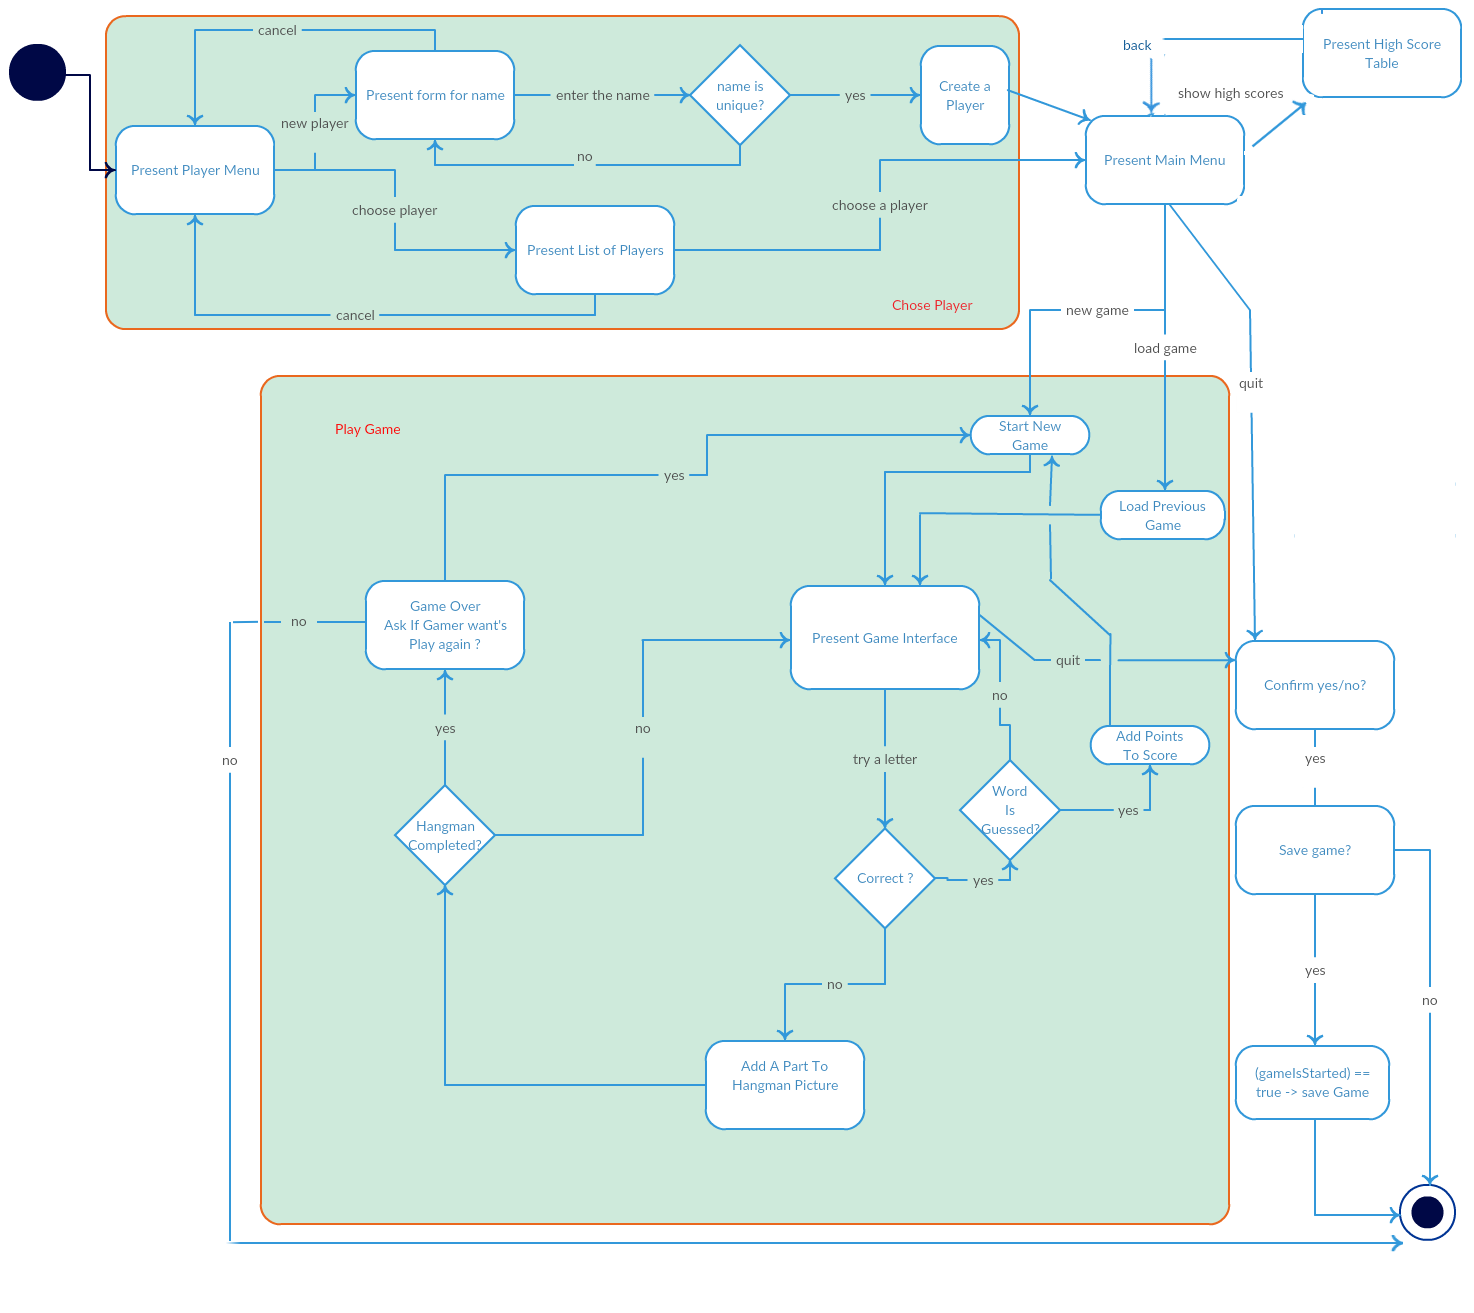 cancel
back
Present High Score
Table
new player
Present form for name
enter the name
name is
unique?
yes
Create a
Player
show high scores
no
Present Player Menu
Present Main Menu
choose player
choose a player
Present List of Players
cancel
Chose Player
new game
load game
quit
Play Game
Start New
Game
yes
Load Previous
Game
no
Game Over
Ask If Gamer want's
Play again ?
Present Game Interface
quit
Confirm yes/no?
no
no
yes
no
try a letter
Add Points
To Score
yes
Word
Is
Guessed?
yes
Hangman
Completed?
Correct ?
yes
Save game?
no
yes
no
Add A Part To
Hangman Picture
(gameIsStarted) ==
true -> save Game